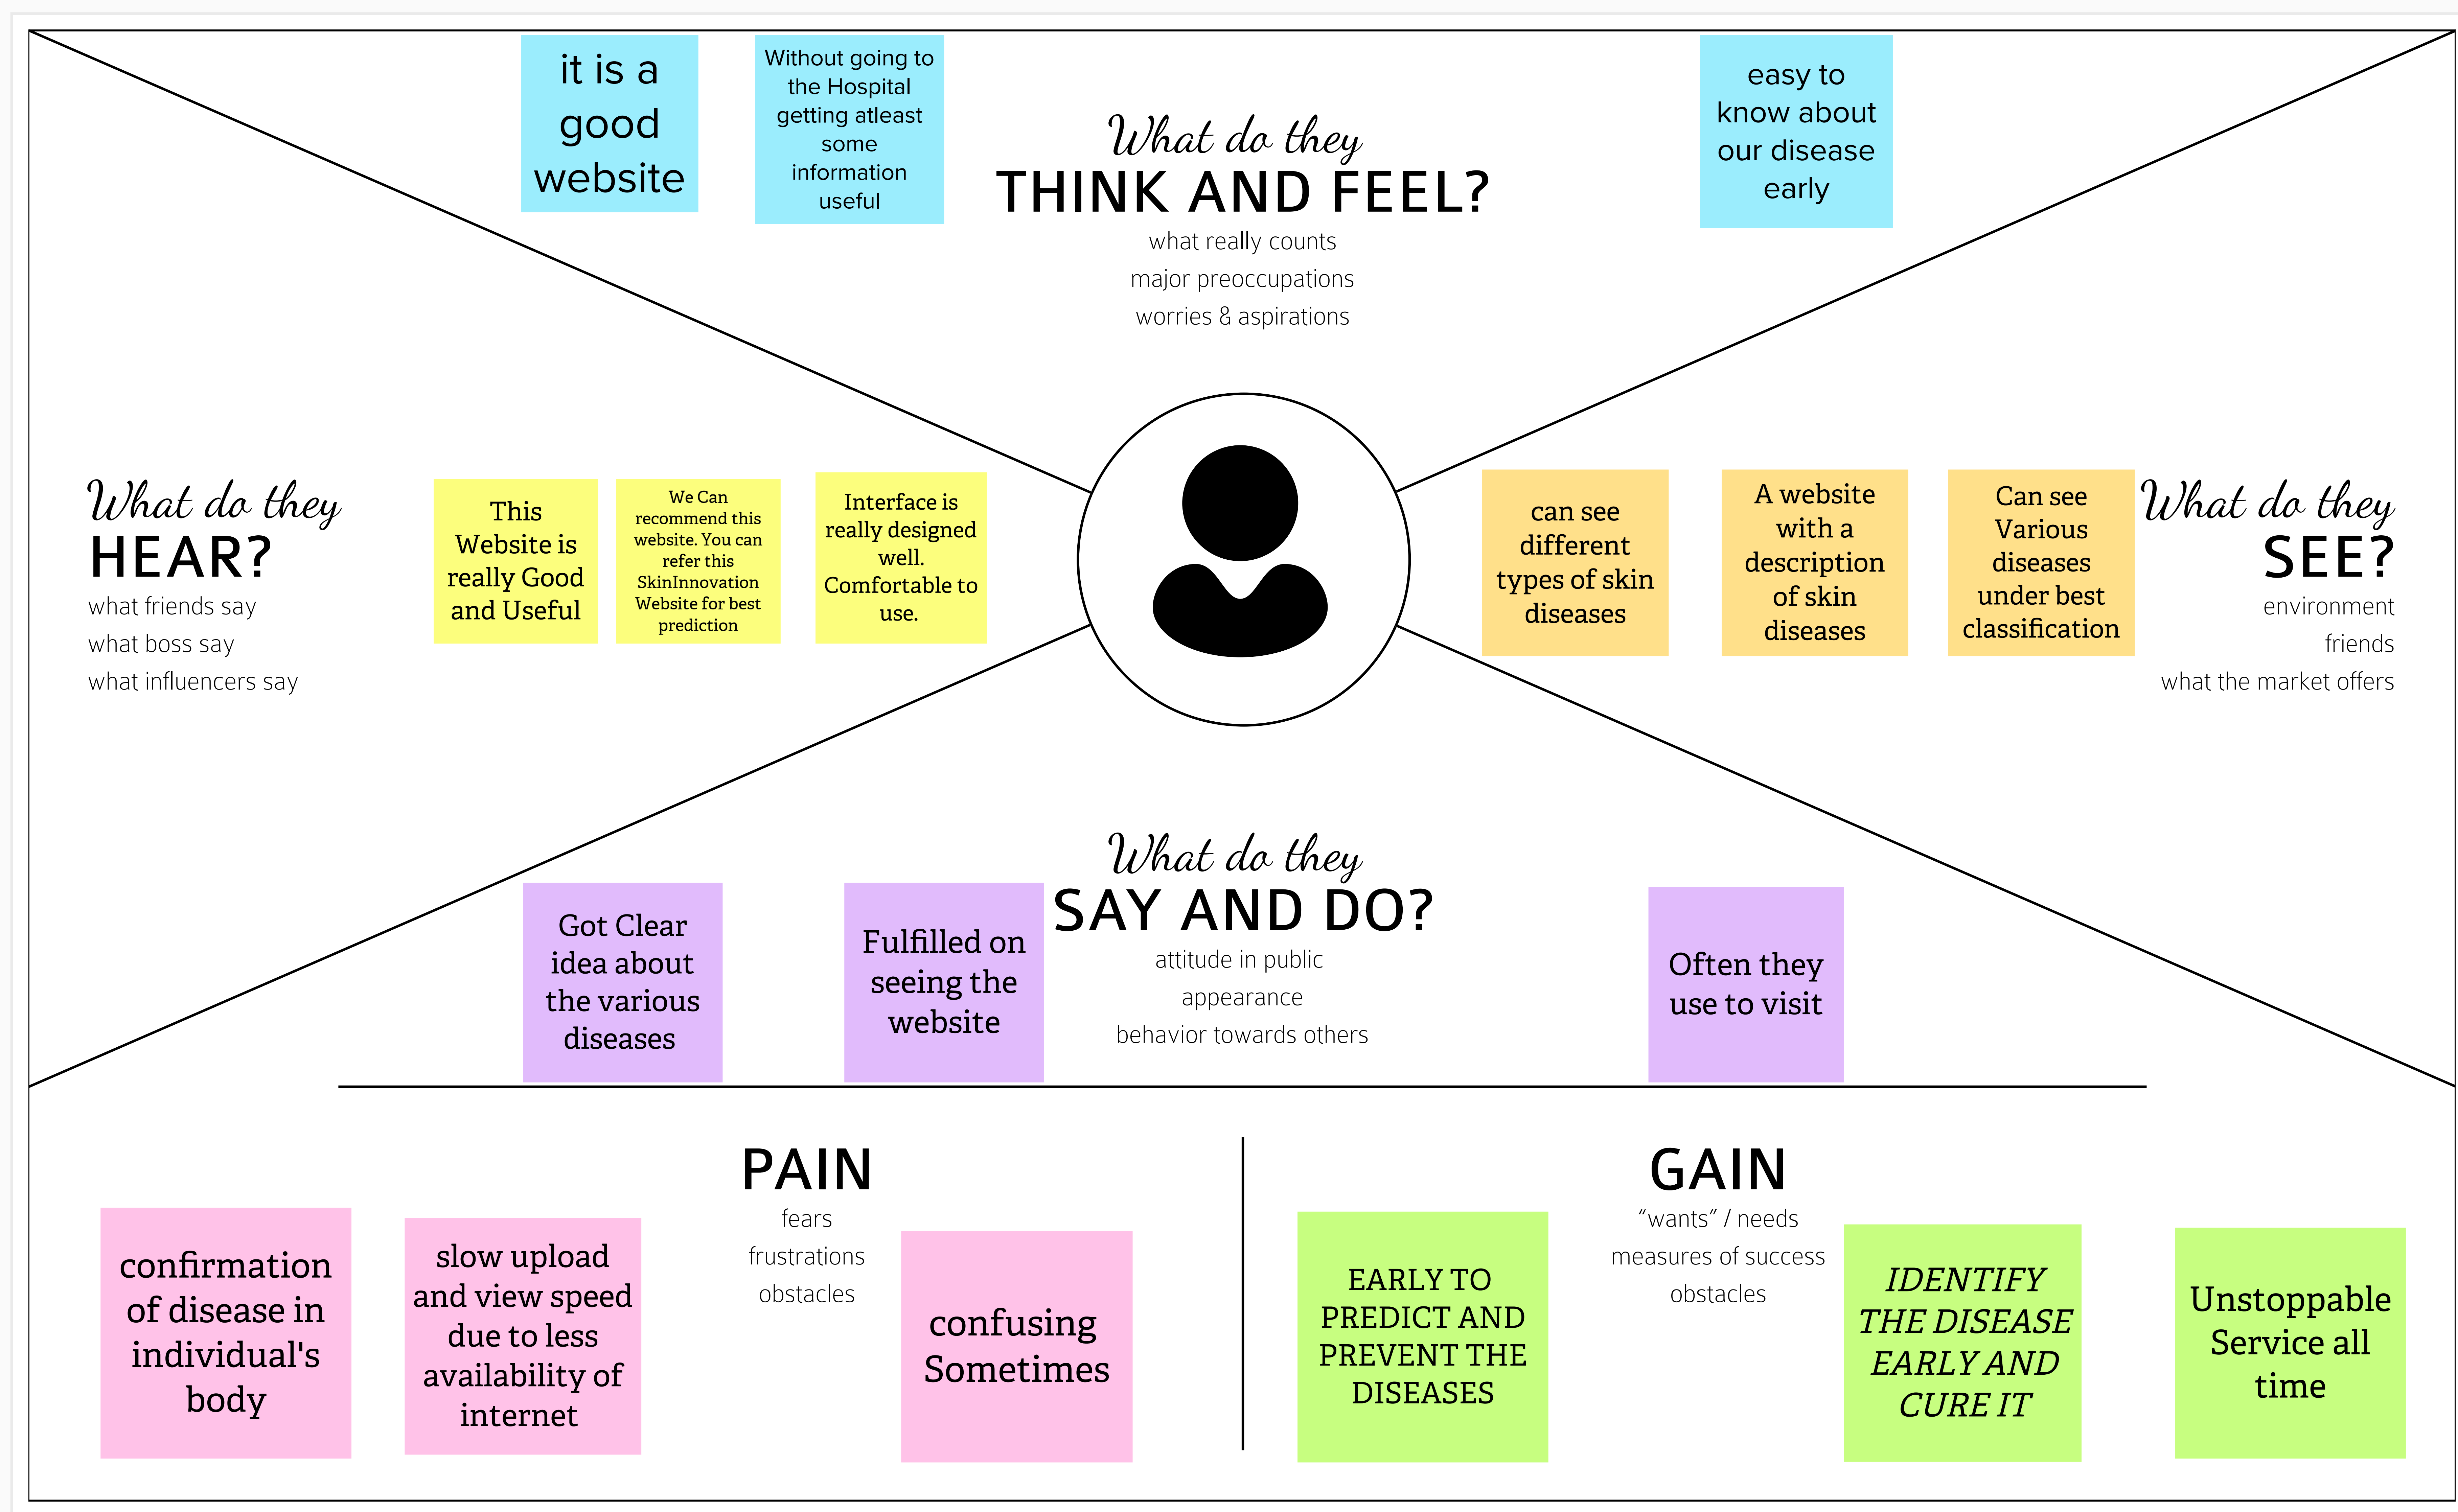 it is a
good
website
Without going to
the Hospital
getting atleast
some
information
useful
What do they
THINK AND FEEL?
what really counts
major preoccupations
worries & aspirations
easy to
know about
our disease
early
What do they
HEAR?
what friends say
what boss say
what influencers say
This
Website is
really Good
and Useful
We Can
recommend this
website. You can
refer this
SkinInnovation
Website for best
prediction
Interface is
really designed
well.
Comfortable to
use.
can see
different
types of skin
diseases
A website
with a
description
of skin
diseases
Can see
Various
diseases
under best
classification
What do they
SEE?
environment
friends
what the market offers
Got Clear
idea about
the various
diseases
Fulfilled on
seeing the
website
What do they
SAY AND DO?
attitude in public
appearance
behavior towards others
Often they
use to visit
PAIN
fears
frustrations
obstacles
confirmation
of disease in
individual's
body
slow upload
and view speed
due to less
availability of
internet
confusing
Sometimes
GAIN
“wants” / needs
measures of success
obstacles
EARLY TO
PREDICT AND
PREVENT THE
DISEASES
IDENTIFY
THE DISEASE
EARLY AND
CURE IT
Unstoppable
Service all
time